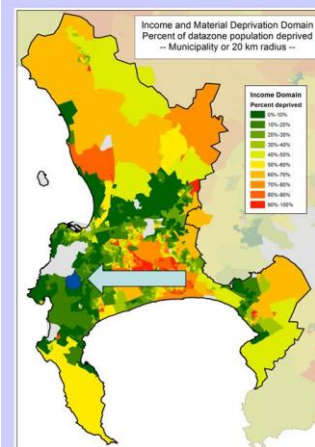 Income and Material Deprivation Domain
Percent of datazone population deprived
-- Municipality or 20 km radius --
Income Domain
Percent deprived
0%-10%
10%-20%
20%-30%
30%-40%
40%-50%
50%-60%
60%-70%
70%-80%
80%-90%
90%-100%